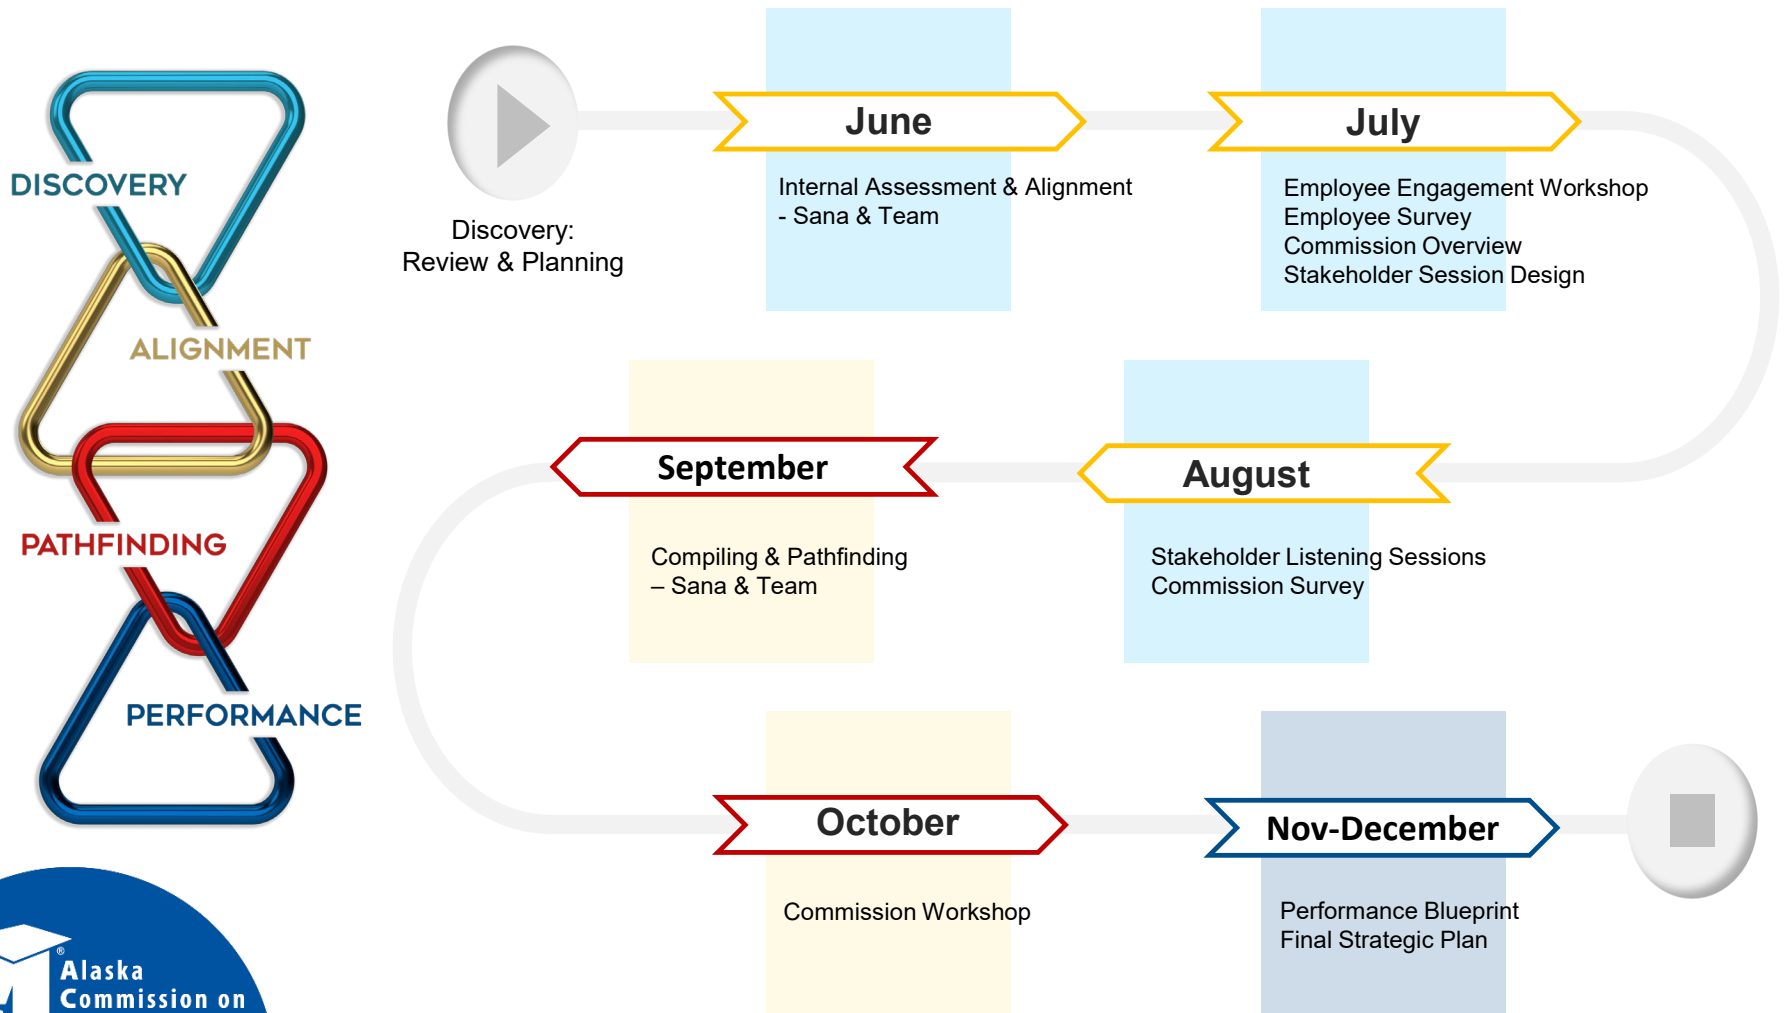 DISCOVERY
ALIGNMENT
PATHFINDING
PERFORMANCE
Discovery:
Review & Planning
June
Internal Assessment & Alignment
- Sana & Team
July
Employee Engagement Workshop
Employee Survey
Commission Overview
Stakeholder Session Design
August
Stakeholder Listening Sessions
Commission Survey
September
Compiling & Pathfinding
– Sana & Team
October
Commission Workshop
Nov-December
Performance Blueprint
Final Strategic Plan
®
Alaska
Commission on